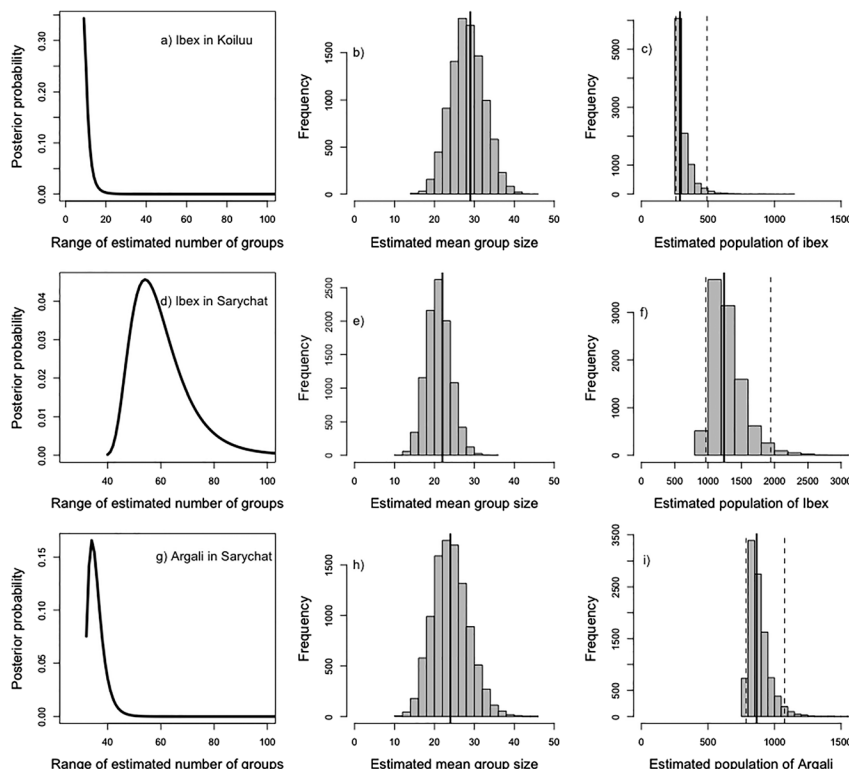 a) Ibex in Koiluu
Posterior probability
0.00 0.10 0.20 0.30
0 20 40 60 80 100
Range of estimated number of groups
b)
Frequency
0 500 1000 1500
0 10 20 30 40 50
Estimated mean group size
c)
Frequency
0 1000 3000 5000
0 500 1000 1500
Estimated population of ibex
d) Ibex in Sarychat
Posterior probability
0.00 0.01 0.02 0.03 0.04
40 60 80 100
Range of estimated number of groups
e)
Frequency
0 500 1000 1500 2000 2500
0 10 20 30 40 50
Estimated mean group size
f)
Frequency
0 1000 2000 3000
0 500 1000 1500 2000 2500 3000
Estimated population of Ibex
g) Argali in Sarychat
Posterior probability
0.00 0.05 0.10 0.15
40 60 80 100
Range of estimated number of groups
h)
Frequency
0 500 1000 1500
0 10 20 30 40 50
Estimated mean group size
i)
Frequency
0 500 1500 2500 3500
0 500 1000 1500
Estimated population of Argali